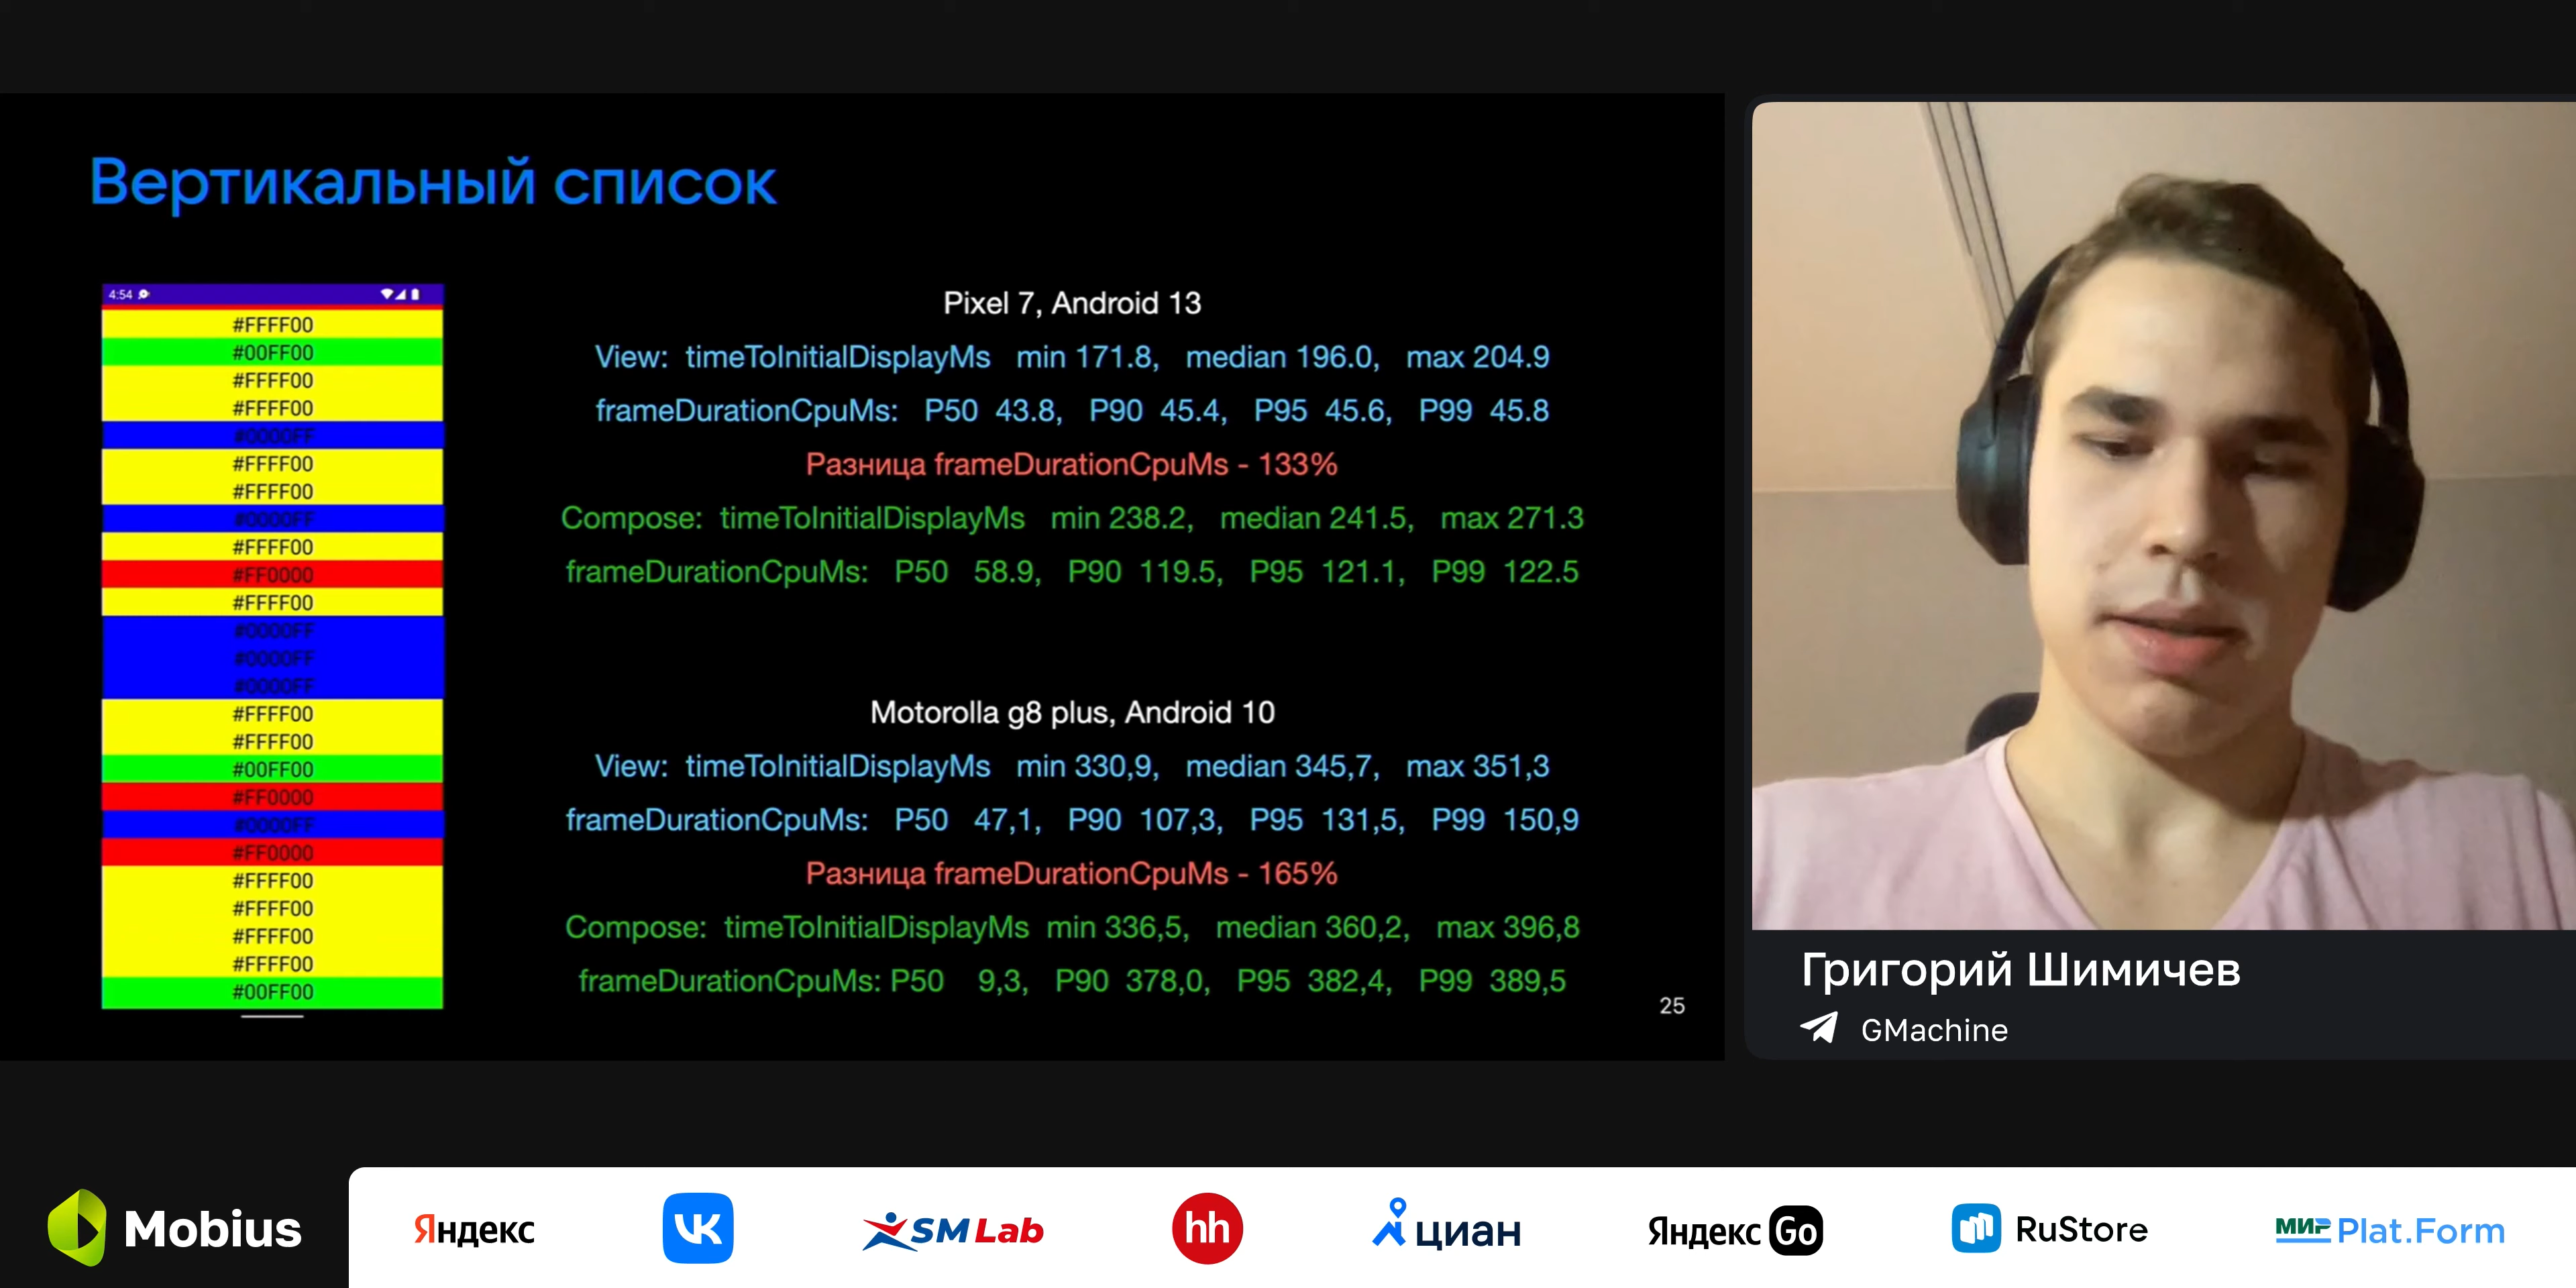 Вертикальный список
4:54
#FFFF00
#00FF00
#FFFF00
#FFFF00
#0000FF
#FFFF00
#FFFF00
#0000FF
#FFFF00
#FF0000
#FFFF00
#0000FF
#0000FF
#0000FF
#FFFF00
#FFFF00
#00FF00
#FF0000
#0000FF
#FF0000
#FFFF00
#FFFF00
#FFFF00
#FFFF00
#00FF00
Pixel 7, Android 13
View: timeToInitialDisplayMs min 171.8, median 196.0, max 204.9
frameDurationCpuMs: P50 43.8, P90 45.4, P95 45.6, P99 45.8
Разница frameDurationCpuMs - 133%
Compose: timeToInitialDisplayMs min 238.2, median 241.5, max 271.3
frameDurationCpuMs: P50 58.9, P90 119.5, P95 121.1, P99 122.5
Motorolla g8 plus, Android 10
View: timeToInitialDisplayMs min 330,9, median 345,7, max 351,3
frameDurationCpuMs: P50 47,1, P90 107,3, P95 131,5, P99 150,9
Разница frameDurationCpuMs - 165%
Compose: timeToInitialDisplayMs min 336,5, median 360,2, max 396,8
frameDurationCpuMs: P50 9,3, P90 378,0, P95 382,4, P99 389,5
25
Григорий Шимичев
GMachine
Mobius
Яндекс
VK
SM Lab
hh
циан
Яндекс Go
RuStore
МИР Plat.Form